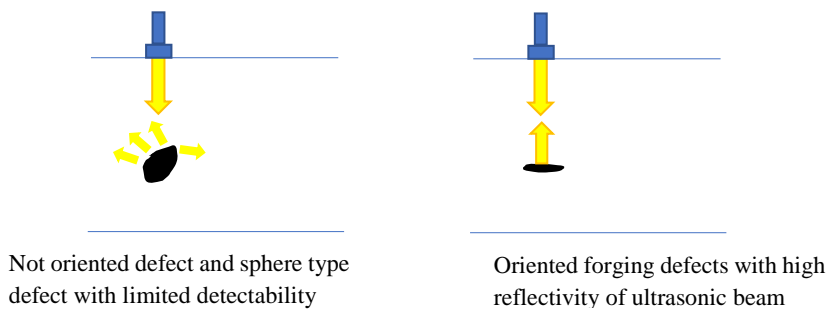 Not oriented defect and sphere type
defect with limited detectability
Oriented forging defects with high
reflectivity of ultrasonic beam